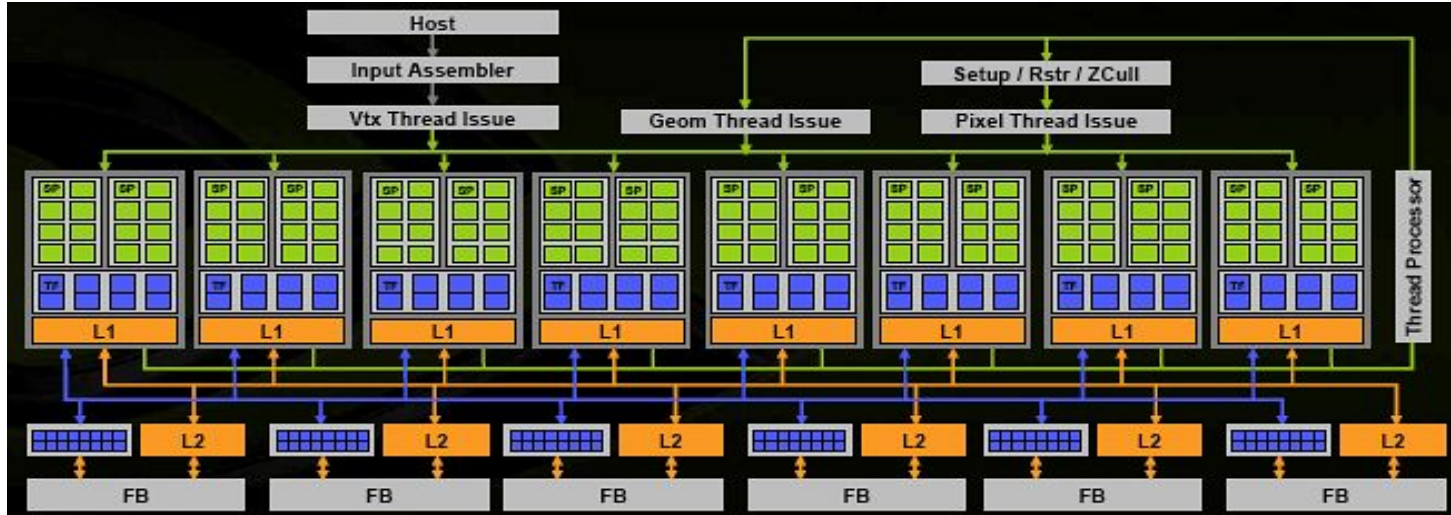 Host
Input Assembler
Setup / Rstr / ZCull
Vtx Thread Issue
Geom Thread Issue
Pixel Thread Issue
SP SP SP SP SP SP SP SP SP SP SP SP SP SP SP SP
Thread Processor
TF TF TF TF TF TF TF TF
L1 L1 L1 L1 L1 L1 L1 L1
L2 L2 L2 L2 L2 L2
FB FB FB FB FB FB